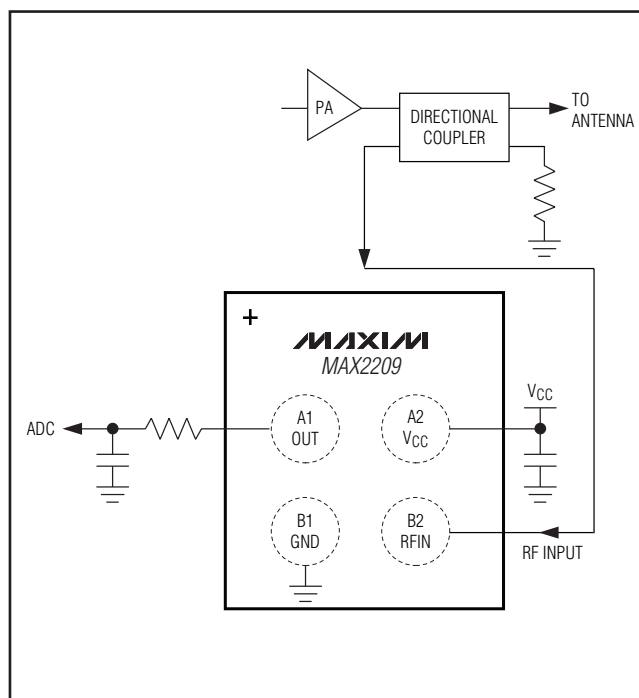 PA
DIRECTIONAL
COUPLER
TO
ANTENNA
+
MAXIM
MAX2209
ADC
A1
OUT
A2
VCC
VCC
B1
GND
B2
RFIN
RF INPUT